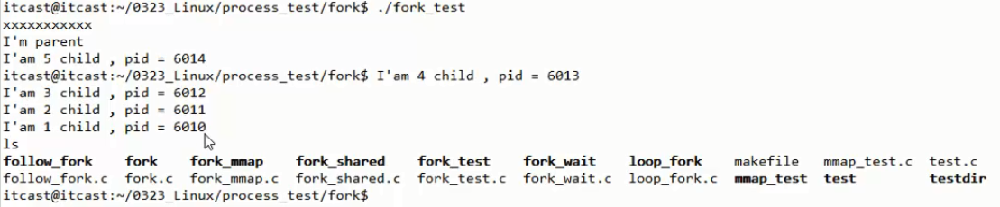 itcast@itcast:~/0323_Linux/process_test/fork$ ./fork_test
xxxxxxxxxxx
I'm parent
I'am 5 child , pid = 6014
itcast@itcast:~/0323_Linux/process_test/fork$ I'am 4 child , pid = 6013
I'am 3 child , pid = 6012
I'am 2 child , pid = 6011
I'am 1 child , pid = 6010
ls
follow_fork fork fork_mmap fork_shared fork_test fork_wait loop_fork makefile mmap_test.c test.c
follow_fork.c fork.c fork_mmap.c fork_shared.c fork_test.c fork_wait.c loop_fork.c mmap_test test testdir
itcast@itcast:~/0323_Linux/process_test/fork$